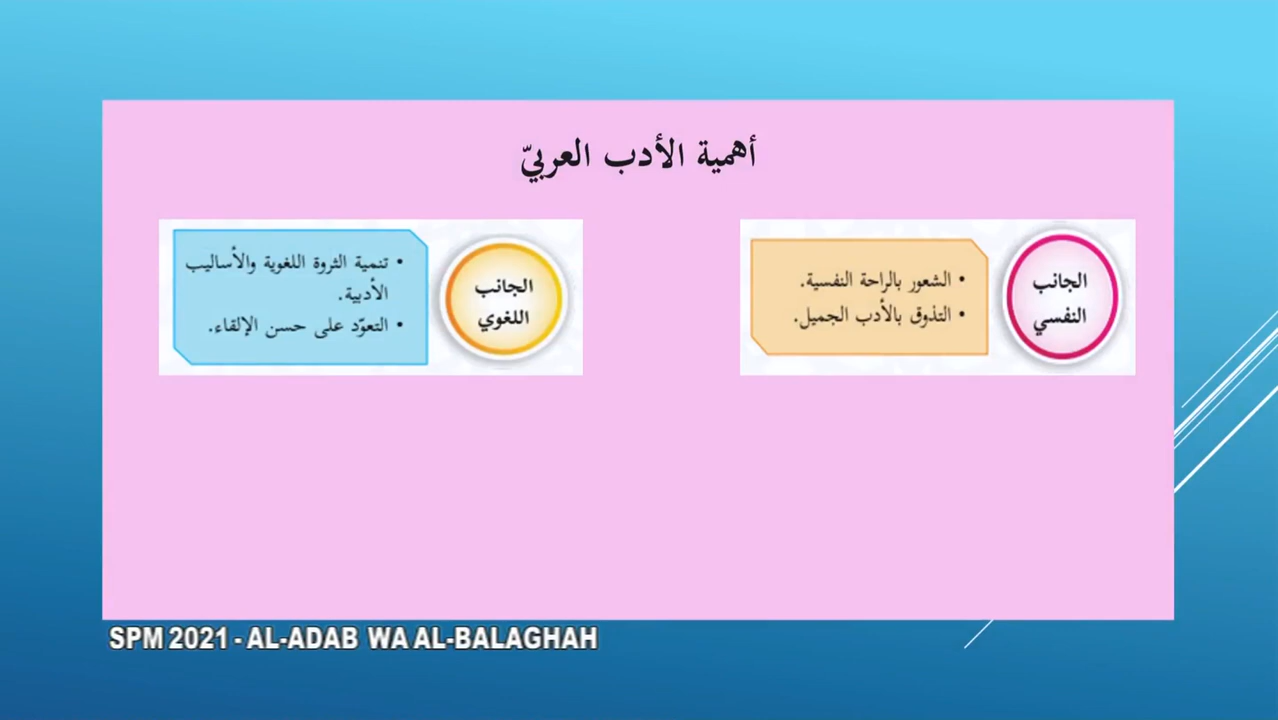 أهمية الأدب العربيّ
الجانب
النفسي
• الشعور بالراحة النفسية.
• التذوق بالأدب الجميل.
الجانب
اللغوي
• تنمية الثروة اللغوية والأساليب
الأدبية.
• التعوّد على حسن الإلقاء.
SPM 2021 - AL-ADAB WA AL-BALAGHAH